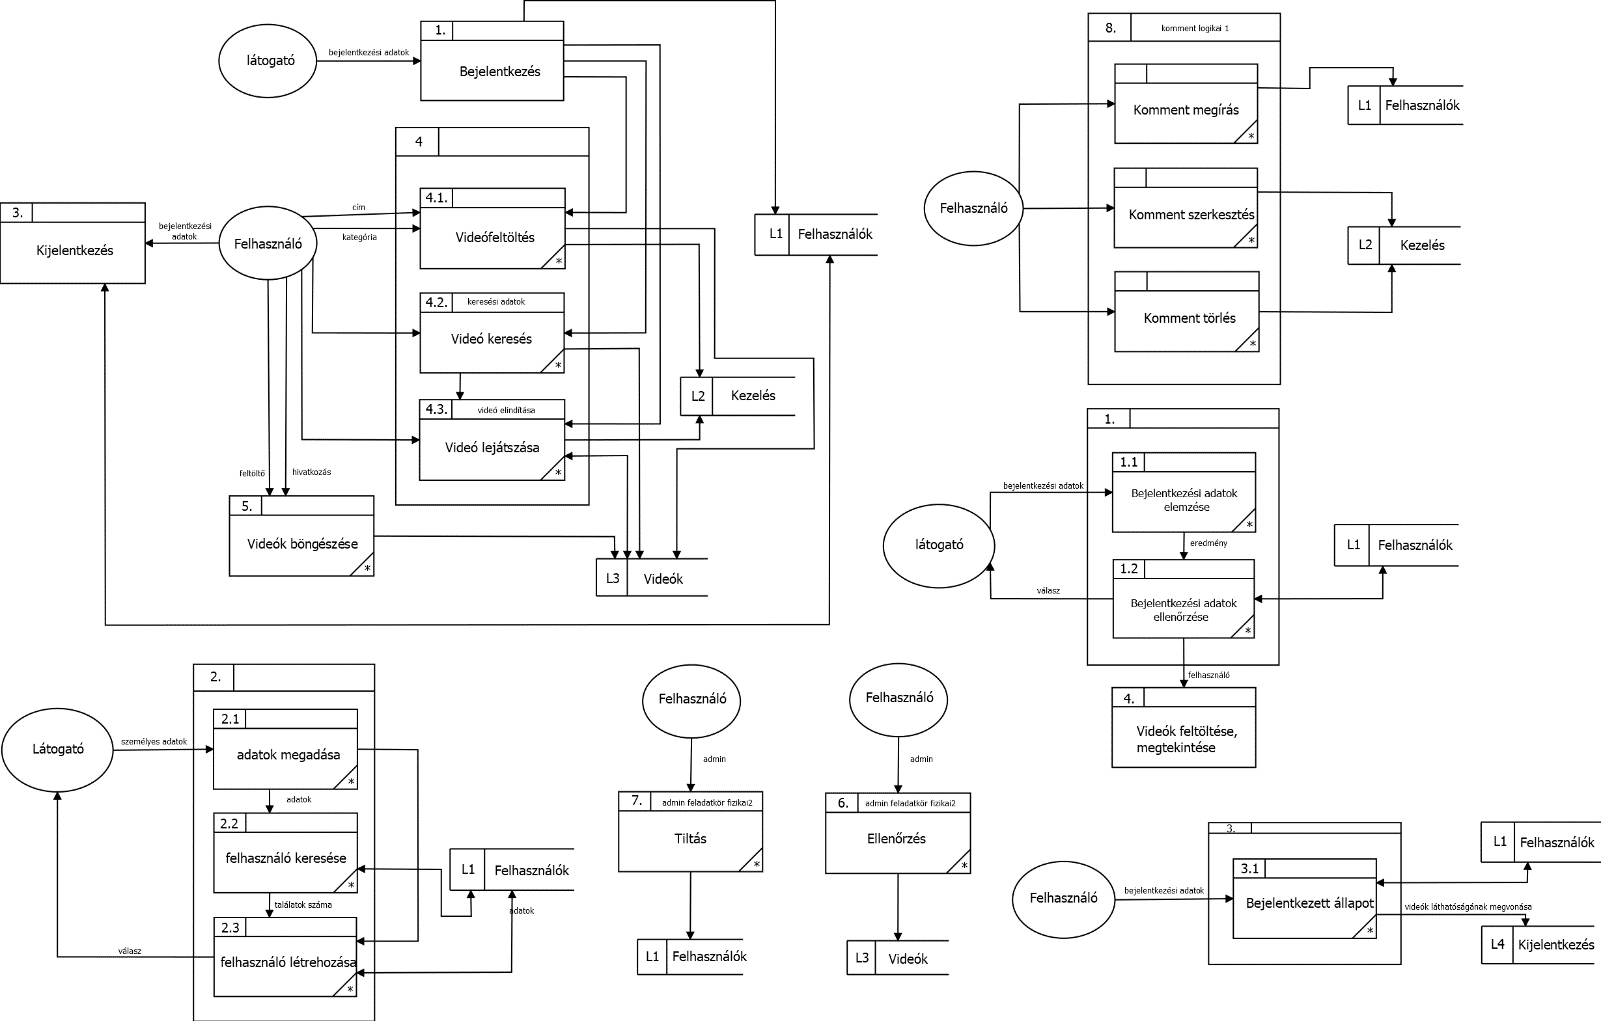 1.
látogató
bejelentkezési adatok
Bejelentkezés
4
3.
Kijelentkezés
bejelentkezési
adatok
Felhasználó
cím
kategória
4.1.
Videófeltöltés
*
L1
Felhasználók
4.2.
keresési adatok
Videó keresés
*
4.3.
videó elindítása
Videó lejátszása
*
L2
Kezelés
feltöltő
hivatkozás
5.
Videók böngészése
*
L3
Videók
8.
komment logikai 1
Komment megírás
*
L1
Felhasználók
Felhasználó
Komment szerkesztés
*
L2
Kezelés
Komment törlés
*
1.
1.1
Bejelentkezési adatok
elemzése
*
bejelentkezési adatok
látogató
eredmény
1.2
Bejelentkezési adatok
ellenőrzése
*
válasz
L1
Felhasználók
felhasználó
4.
Videók feltöltése,
megtekintése
2.
Látogató
személyes adatok
2.1
adatok megadása
*
adatok
2.2
felhasználó keresése
*
L1
Felhasználók
adatok
találatok száma
2.3
felhasználó létrehozása
*
válasz
Felhasználó
admin
7.
admin feladatkör fizikai2
Tiltás
*
L1
Felhasználók
Felhasználó
admin
6.
admin feladatkör fizikai2
Ellenőrzés
*
L3
Videók
3.
Felhasználó
bejelentkezési adatok
3.1
Bejelentkezett állapot
*
L1
Felhasználók
videók láthatóságának megvonása
L4
Kijelentkezés